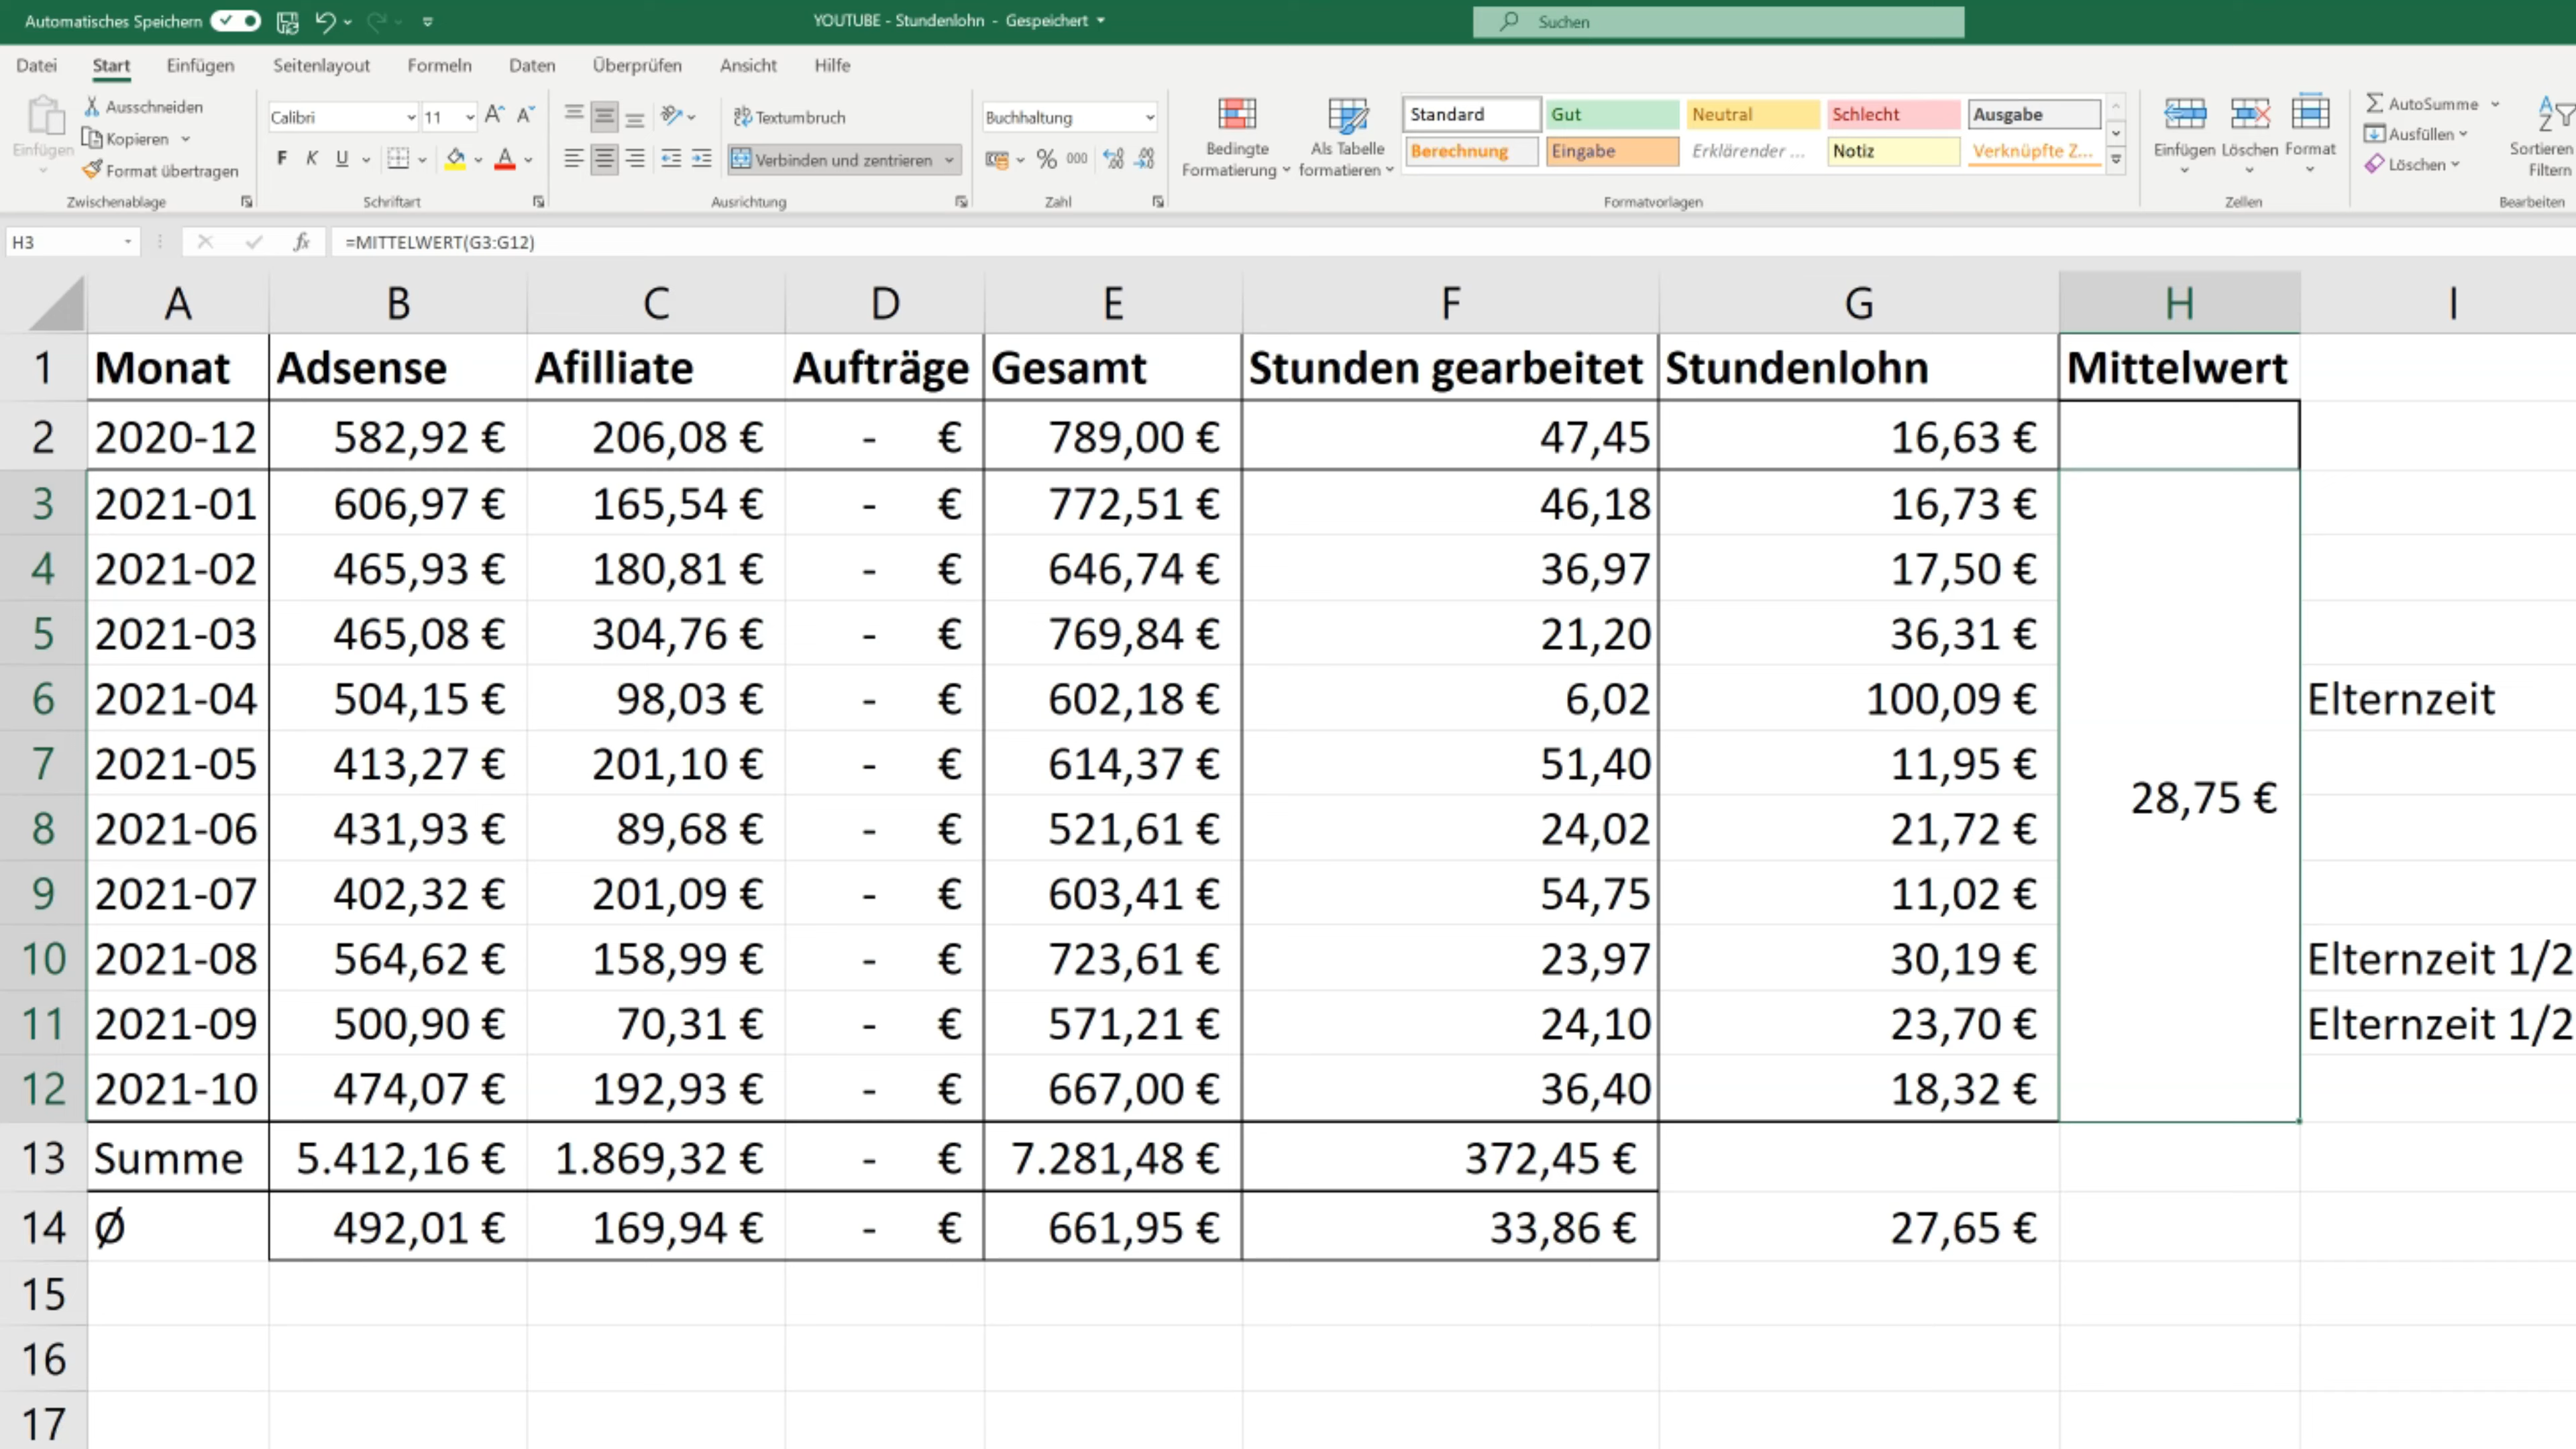 Automatisches Speichern
YOUTUBE - Stundenlohn - Gespeichert
Suchen
Datei Start Einfügen Seitenlayout Formeln Daten Überprüfen Ansicht Hilfe
Einfügen
Ausschneiden
Kopieren
Format übertragen
Zwischenablage
Calibri 11
F K U
Schriftart
Textumbruch
Verbinden und zentrieren
Ausrichtung
Buchhaltung
% 000
Zahl
Bedingte Formatierung
Als Tabelle formatieren
Standard Gut Neutral Schlecht Ausgabe
Berechnung Eingabe Erklärender ... Notiz Verknüpfte Z...
Formatvorlagen
Einfügen Löschen Format
Zellen
AutoSumme
Ausfüllen
Löschen
Sortieren
Filtern
Bearbeiten
H3 fx =MITTELWERT(G3:G12)
A B C D E F G H I
1 Monat Adsense Afilliate Aufträge Gesamt Stunden gearbeitet Stundenlohn Mittelwert
2 2020-12 582,92 € 206,08 € - € 789,00 € 47,45 16,63 €
3 2021-01 606,97 € 165,54 € - € 772,51 € 46,18 16,73 €
4 2021-02 465,93 € 180,81 € - € 646,74 € 36,97 17,50 €
5 2021-03 465,08 € 304,76 € - € 769,84 € 21,20 36,31 €
6 2021-04 504,15 € 98,03 € - € 602,18 € 6,02 100,09 € Elternzeit
7 2021-05 413,27 € 201,10 € - € 614,37 € 51,40 11,95 €
28,75 €
8 2021-06 431,93 € 89,68 € - € 521,61 € 24,02 21,72 €
9 2021-07 402,32 € 201,09 € - € 603,41 € 54,75 11,02 €
10 2021-08 564,62 € 158,99 € - € 723,61 € 23,97 30,19 € Elternzeit 1/2
11 2021-09 500,90 € 70,31 € - € 571,21 € 24,10 23,70 € Elternzeit 1/2
12 2021-10 474,07 € 192,93 € - € 667,00 € 36,40 18,32 €
13 Summe 5.412,16 € 1.869,32 € - € 7.281,48 € 372,45 €
14 Ø 492,01 € 169,94 € - € 661,95 € 33,86 € 27,65 €
15
16
17